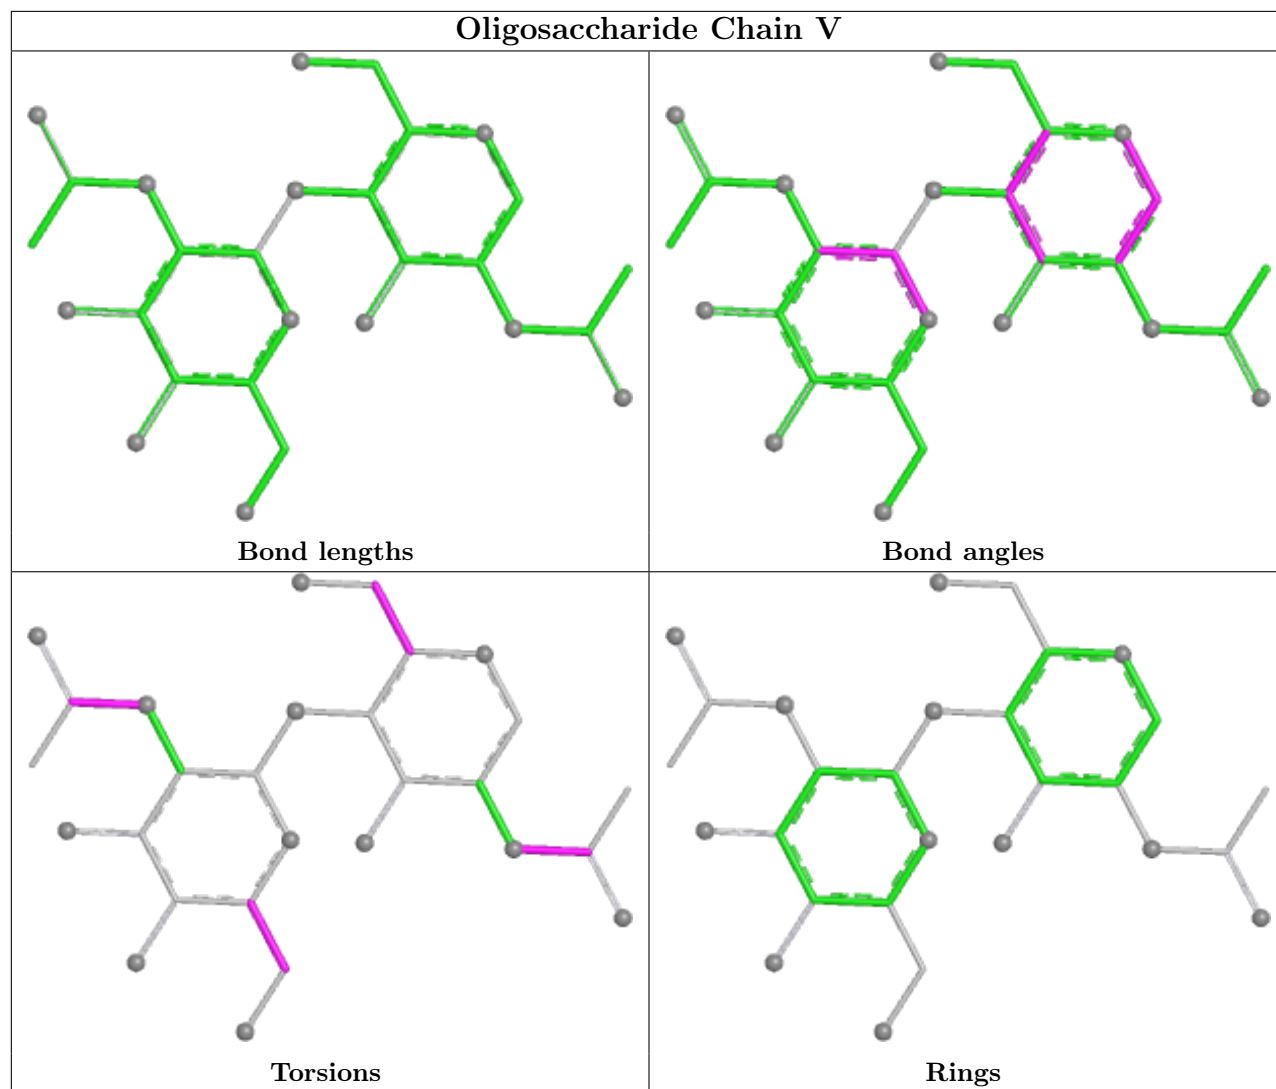 Oligosaccharide Chain V
Bond lengths
Bond angles
Torsions
Rings